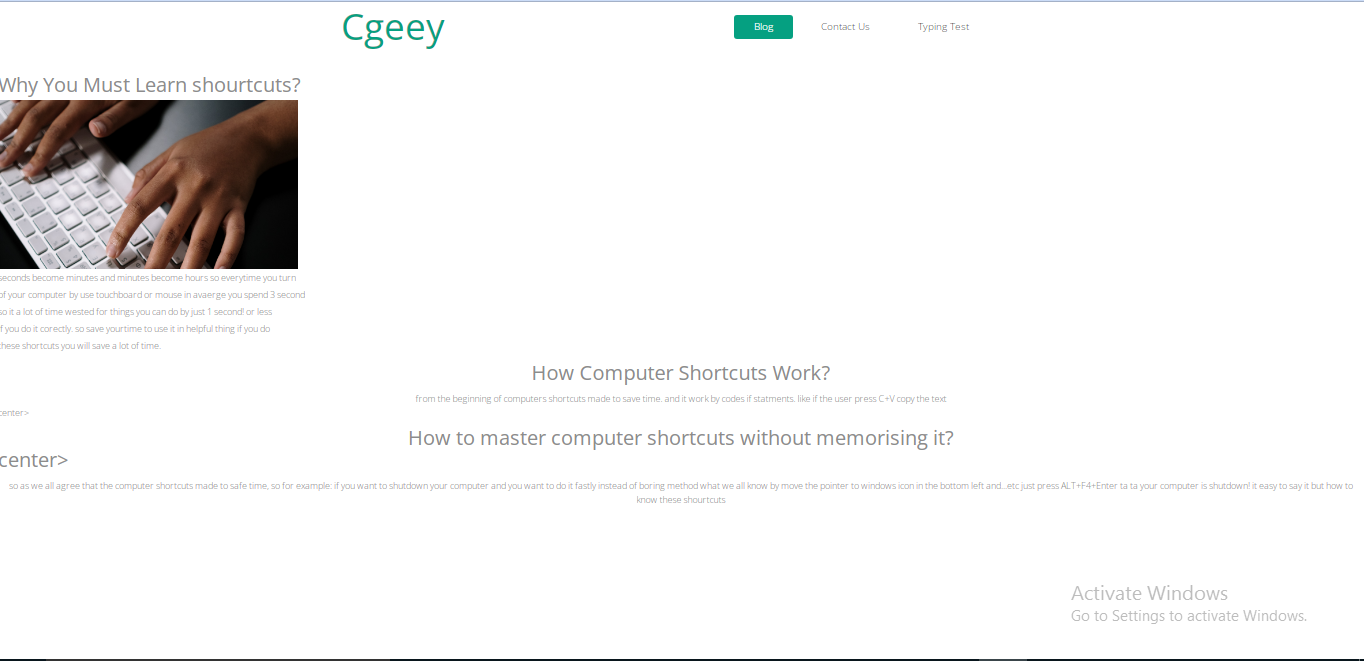 Cgeey
Blog
Contact Us
Typing Test
Why You Must Learn shourtcuts?
seconds become minutes and minutes become hours so everytime you turn
of your computer by use touchboard or mouse in avaerge you spend 3 second
so it a lot of time wested for things you can do by just 1 second! or less
if you do it corectly. so save yourtime to use it in helpful thing if you do
these shortcuts you will save a lot of time.
How Computer Shortcuts Work?
from the beginning of computers shortcuts made to save time. and it work by codes if statments. like if the user press C+V copy the text
center>
How to master computer shortcuts without memorising it?
center>
so as we all agree that the computer shortcuts made to safe time, so for example: if you want to shutdown your computer and you want to do it fastly instead of boring method what we all know by move the pointer to windows icon in the bottom left and...etc just press ALT+F4+Enter ta ta your computer is shutdown! it easy to say it but how to
know these shourtcuts
Activate Windows
Go to Settings to activate Windows.